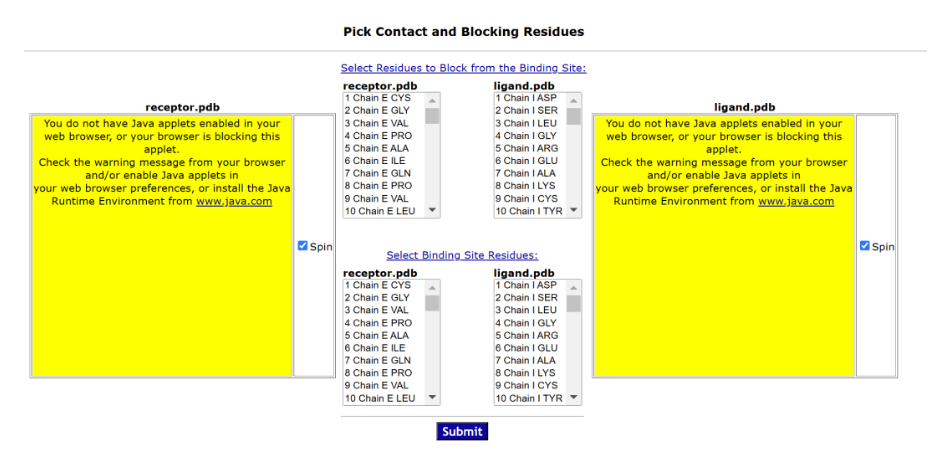 Pick Contact and Blocking Residues
receptor.pdb
You do not have Java applets enabled in your
web browser, or your browser is blocking this
applet.
Check the warning message from your browser
and/or enable Java applets in
your web browser preferences, or install the Java
Runtime Environment from www.java.com
Spin
Select Residues to Block from the Binding Site:
receptor.pdb
1 Chain E CYS
2 Chain E GLY
3 Chain E VAL
4 Chain E PRO
5 Chain E ALA
6 Chain E ILE
7 Chain E GLN
8 Chain E PRO
9 Chain E VAL
10 Chain E LEU
ligand.pdb
1 Chain I ASP
2 Chain I SER
3 Chain I LEU
4 Chain I GLY
5 Chain I ARG
6 Chain I GLU
7 Chain I ALA
8 Chain I LYS
9 Chain I CYS
10 Chain I TYR
Select Binding Site Residues:
receptor.pdb
1 Chain E CYS
2 Chain E GLY
3 Chain E VAL
4 Chain E PRO
5 Chain E ALA
6 Chain E ILE
7 Chain E GLN
8 Chain E PRO
9 Chain E VAL
10 Chain E LEU
ligand.pdb
1 Chain I ASP
2 Chain I SER
3 Chain I LEU
4 Chain I GLY
5 Chain I ARG
6 Chain I GLU
7 Chain I ALA
8 Chain I LYS
9 Chain I CYS
10 Chain I TYR
Submit
ligand.pdb
You do not have Java applets enabled in your
web browser, or your browser is blocking this
applet.
Check the warning message from your browser
and/or enable Java applets in
your web browser preferences, or install the Java
Runtime Environment from www.java.com
Spin